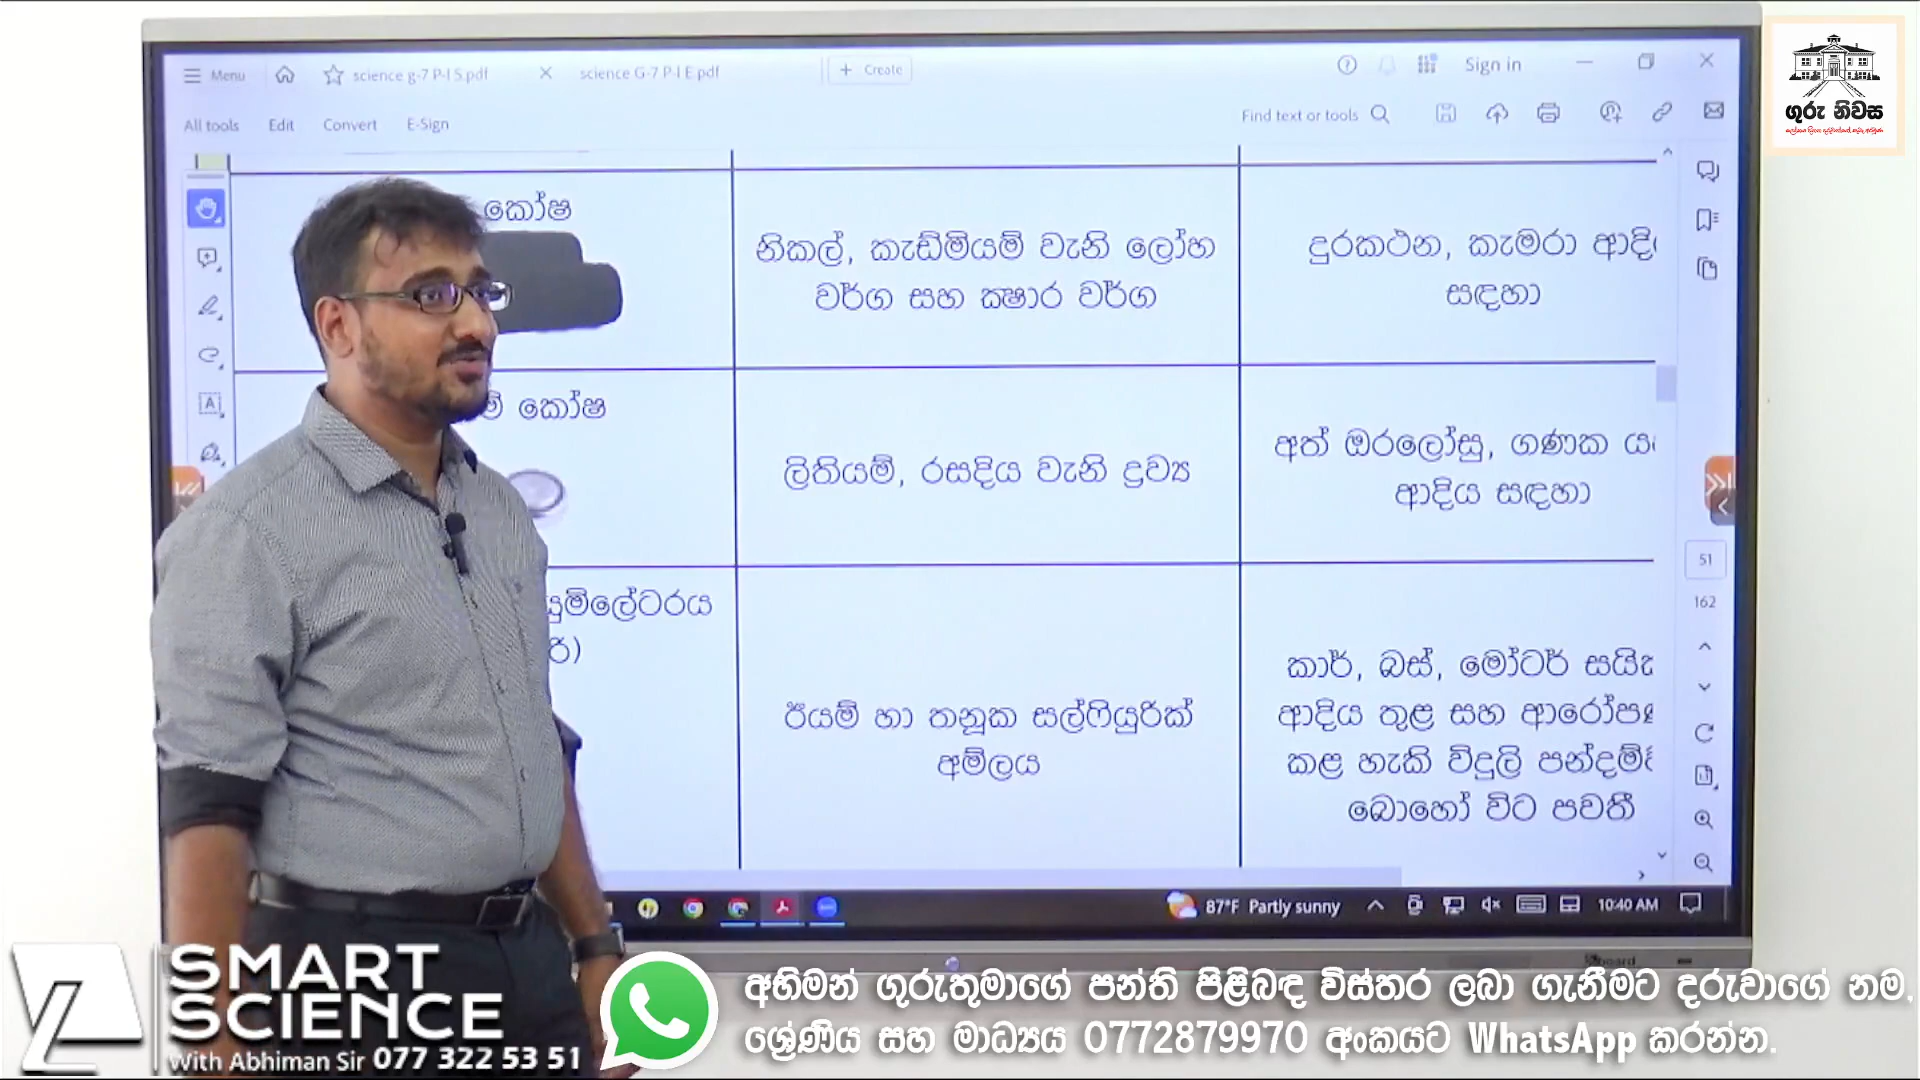 Menu
science g-7 P-I S.pdf
science G-7 P-I E.pdf
Create
Sign in
All tools
Edit
Convert
E-Sign
Find text or tools
ගුරු නිවස
කෝෂ
නිකල්, කැඩ්මියම් වැනි ලෝහ
වර්ග සහ ක්‍ෂාර වර්ග
දුරකථන, කැමරා ආදි
සඳහා
ම් කෝෂ
ලිතියම්, රසදිය වැනි ද්‍රව්‍ය
අත් ඔරලෝසු, ගණක ය
ආදිය සඳහා
යුමිලේටරය
රි)
ඊයම් හා තනුක සල්ෆියුරික්
අම්ලය
කාර්, බස්, මෝටර් සයි
ආදිය තුළ සහ ආරෝප
කළ හැකි විදුලි පන්දම්
බොහෝ විට පවතී
51
162
87°F Partly sunny
10:40 AM
SMART
SCIENCE
With Abhiman Sir 077 322 53 51
අභිමන් ගුරුතුමාගේ පන්ති පිළිබඳ විස්තර ලබා ගැනීමට දරුවාගේ නම,
ශ්‍රේණිය සහ මාධ්‍යය 0772879970 අංකයට WhatsApp කරන්න.